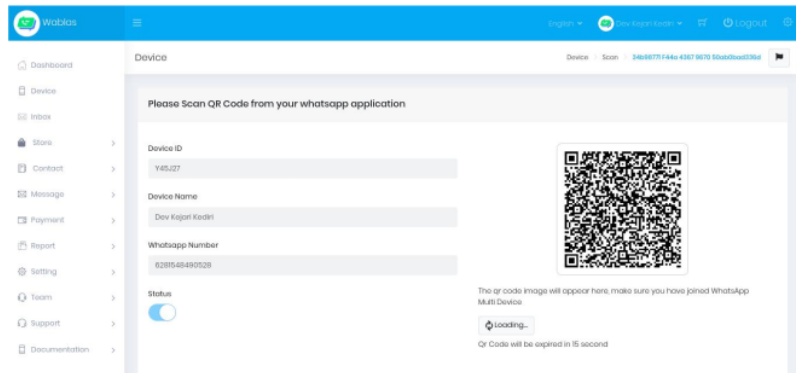 Wablas
English
Dev Kejari Kediri
Logout
Dashboard
Device
Inbox
Store
Contact
Message
Payment
Report
Setting
Team
Support
Documentation
Device
Device
Scan
Please Scan QR Code from your whatsapp application
Device ID
Y45J27
Device Name
Dev Kejari Kediri
Whatsapp Number
6281548490528
Status
The qr code image will appear here, make sure you have joined WhatsApp
Multi Device
Loading...
Qr Code will be expired in 15 second